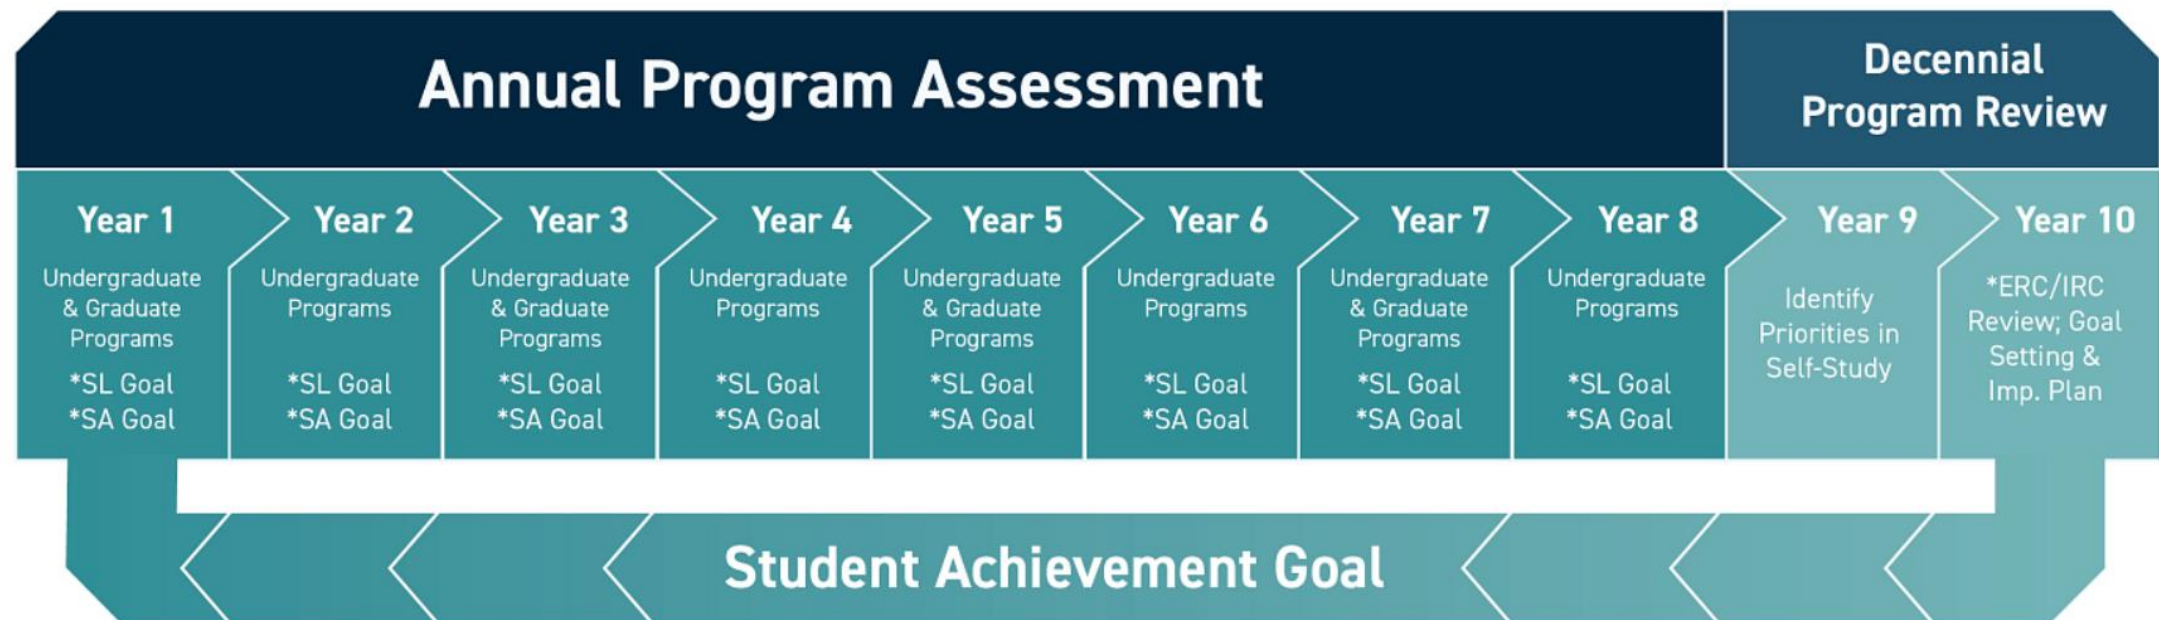 Annual Program Assessment
Decennial
Program Review
Year 1
Undergraduate
& Graduate
Programs
*SL Goal
*SA Goal
Year 2
Undergraduate
Programs
*SL Goal
*SA Goal
Year 3
Undergraduate
& Graduate
Programs
*SL Goal
*SA Goal
Year 4
Undergraduate
Programs
*SL Goal
*SA Goal
Year 5
Undergraduate
& Graduate
Programs
*SL Goal
*SA Goal
Year 6
Undergraduate
Programs
*SL Goal
*SA Goal
Year 7
Undergraduate
& Graduate
Programs
*SL Goal
*SA Goal
Year 8
Undergraduate
Programs
*SL Goal
*SA Goal
Year 9
Identify
Priorities in
Self-Study
Year 10
*ERC/IRC
Review; Goal
Setting &
Imp. Plan
Student Achievement Goal